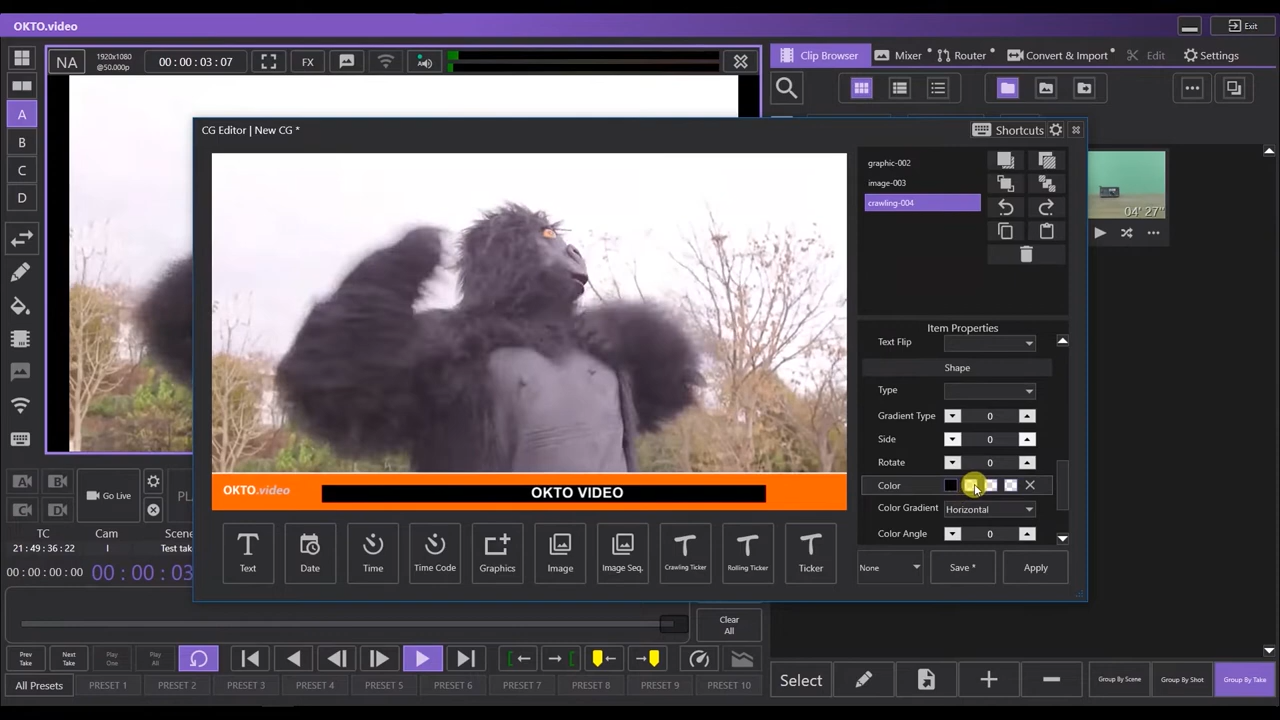 OKTO.video
Exit
NA
1920x1080
@50.000p
00 : 00 : 03 : 07
FX
Clip Browser
Mixer
Router
Convert & Import
Edit
Settings
A
B
C
D
CG Editor | New CG *
Shortcuts
graphic-002
image-003
crawling-004
04' 27"
Item Properties
Text Flip
Shape
Type
Gradient Type
0
Side
0
Rotate
0
Color
Color Gradient
Horizontal
Color Angle
0
OKTO.video
OKTO VIDEO
Text
Date
Time
Time Code
Graphics
Image
Image Seq.
Crawling Ticker
Rolling Ticker
Ticker
None
Save *
Apply
A
B
C
D
Go Live
PLA
TC
Cam
Scene
21 : 49 : 36 : 22
I
Test tak
00 : 00 : 00 : 00
00 : 00 : 03
Clear
All
Prev
Take
Next
Take
Play
One
Play
All
All Presets
PRESET 1
PRESET 2
PRESET 3
PRESET 4
PRESET 5
PRESET 6
PRESET 7
PRESET 8
PRESET 9
PRESET 10
Select
Group By Scene
Group By Shot
Group By Take